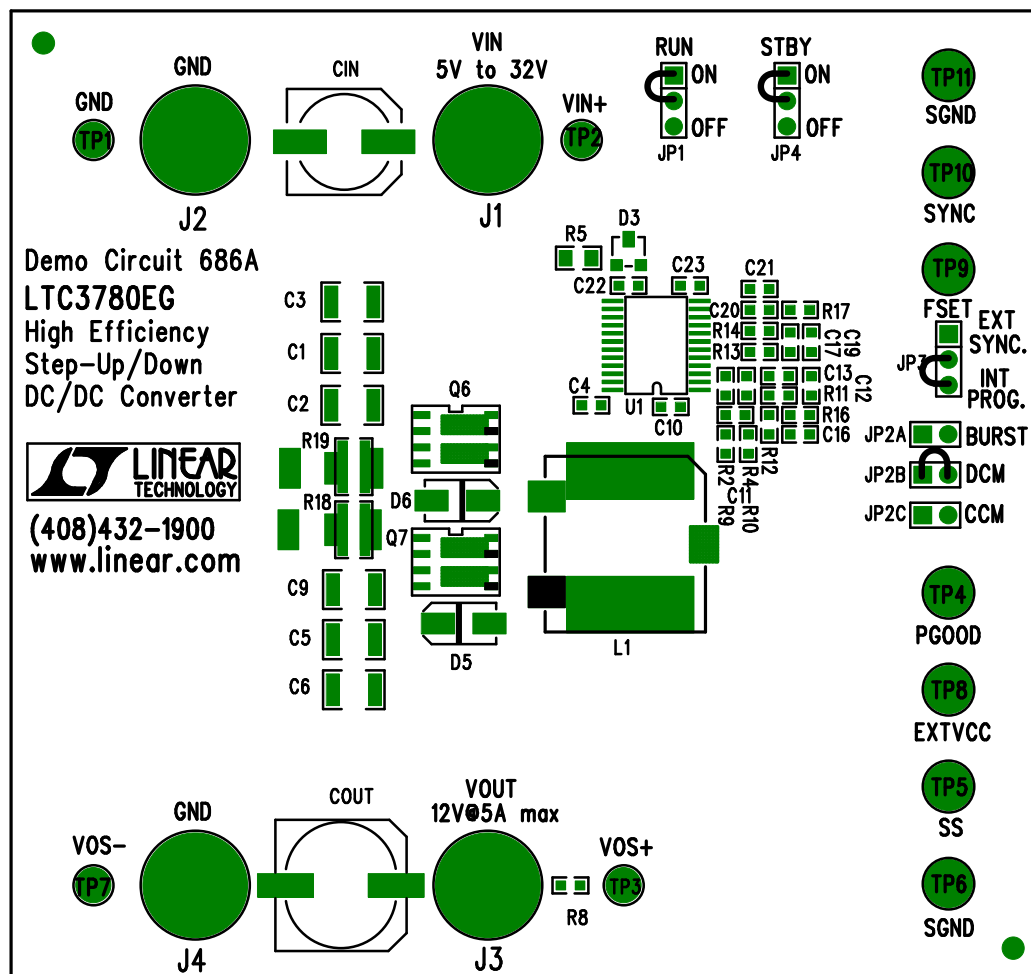 GND
CIN
VIN
5V to 32V
GND
TP1
VIN+
TP2
J2
J1
RUN
ON
OFF
JP1
STBY
ON
OFF
JP4
TP11
SGND
TP10
SYNC
TP9
FSET
EXT
SYNC.
JP3
INT
PROG.
JP2A
BURST
JP2B
DCM
JP2C
CCM
Demo Circuit 686A
LTC3780EG
High Efficiency
Step-Up/Down
DC/DC Converter
LINEAR
TECHNOLOGY
(408)432-1900
www.linear.com
C3
C1
C2
R19
R18
C9
C5
C6
Q6
D6
Q7
D5
R5
D3
C22
C23
C4
U1
C10
L1
C21
C20
R17
R14
R13
C17
C19
C13
R11
C12
R16
C16
R2
R4
R12
C11
R9
R10
TP4
PGOOD
TP8
EXTVCC
TP5
SS
TP6
SGND
GND
COUT
VOUT
12V@5A max
VOS-
TP7
VOS+
TP3
J4
J3
R8